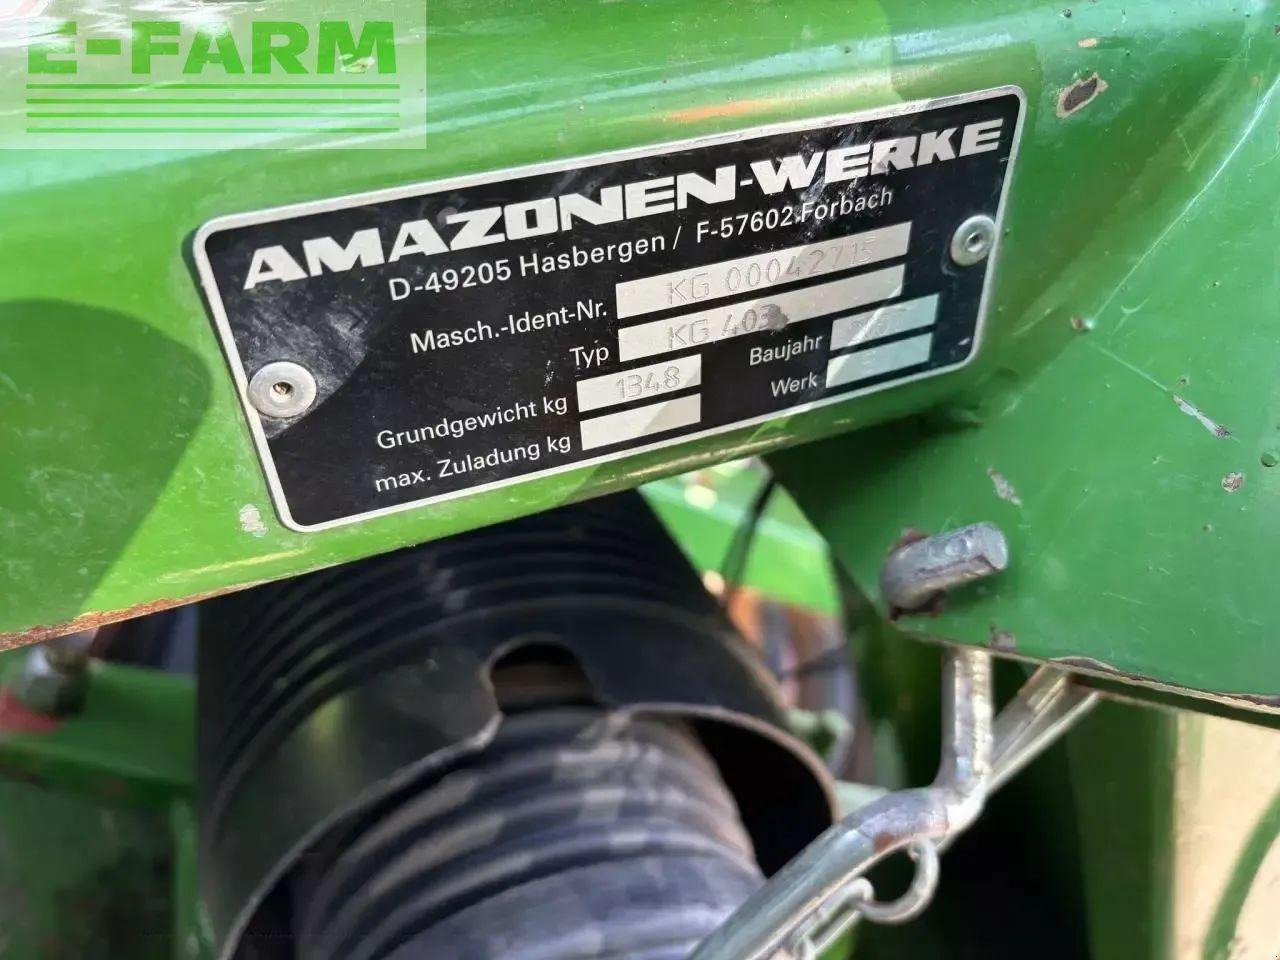 E-FARM
AMAZONEN-WERKE
D-49205 Hasbergen / F-57602 Forbach
Masch.-Ident-Nr. KG 00042715
Typ KG 403
Grundgewicht kg 1348
Baujahr
max. Zuladung kg
Werk